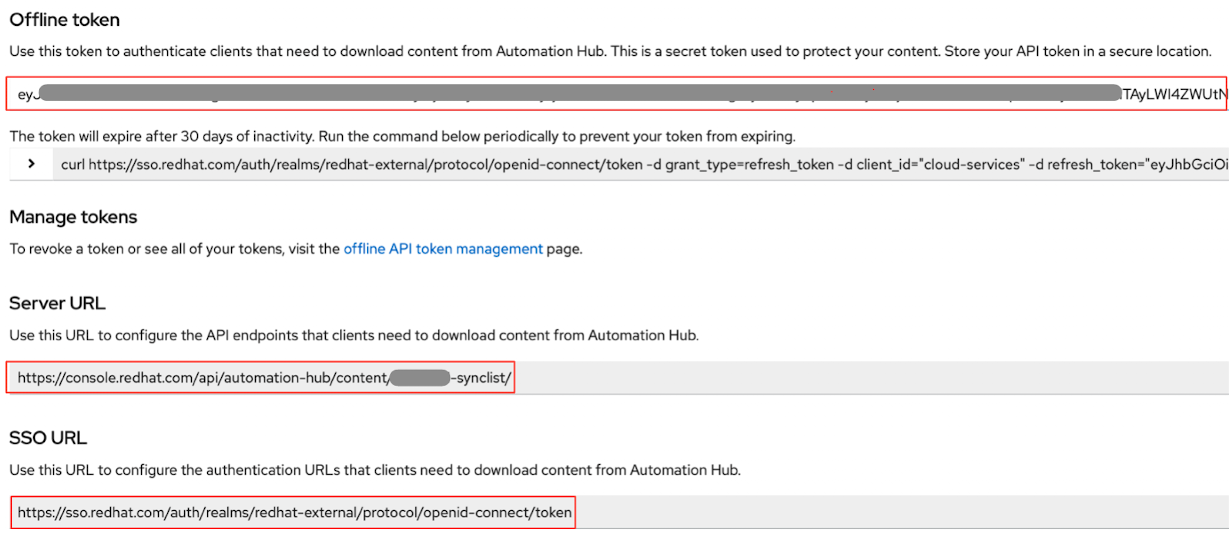 Offline token
Use this token to authenticate clients that need to download content from Automation Hub. This is a secret token used to protect your content. Store your API token in a secure location.
eyJ TAyLWI4ZWUtN
The token will expire after 30 days of inactivity. Run the command below periodically to prevent your token from expiring.
curl https://sso.redhat.com/auth/realms/redhat-external/protocol/openid-connect/token -d grant_type=refresh_token -d client_id="cloud-services" -d refresh_token="eyJhbGciOi
Manage tokens
To revoke a token or see all of your tokens, visit the offline API token management page.
Server URL
Use this URL to configure the API endpoints that clients need to download content from Automation Hub.
https://console.redhat.com/api/automation-hub/content/ -synclist/
SSO URL
Use this URL to configure the authentication URLs that clients need to download content from Automation Hub.
https://sso.redhat.com/auth/realms/redhat-external/protocol/openid-connect/token